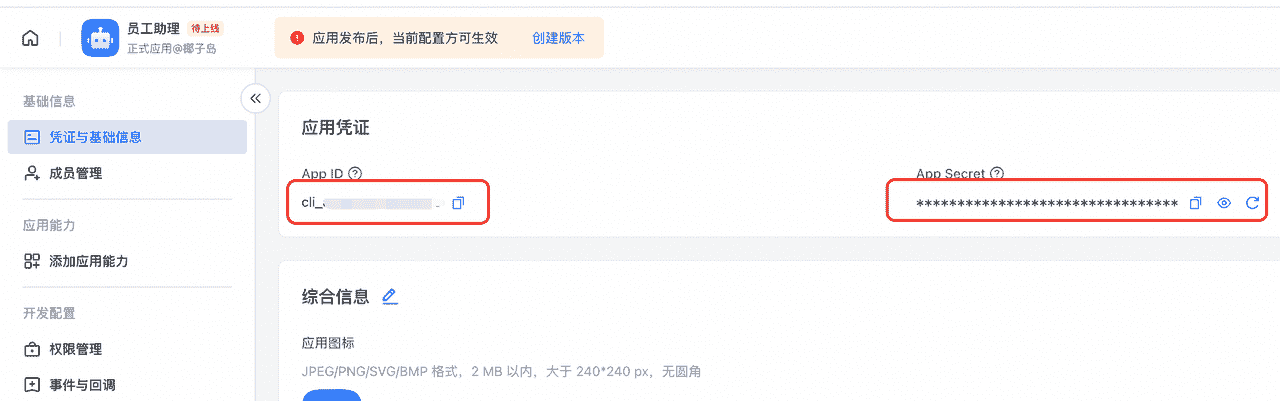 员工助理 待上线
正式应用@椰子岛
应用发布后，当前配置方可生效 创建版本
基础信息
凭证与基础信息
成员管理
应用能力
添加应用能力
开发配置
权限管理
事件与回调
应用凭证
App ID
cli_
App Secret
********************************
综合信息
应用图标
JPEG/PNG/SVG/BMP 格式，2 MB 以内，大于 240*240 px，无圆角